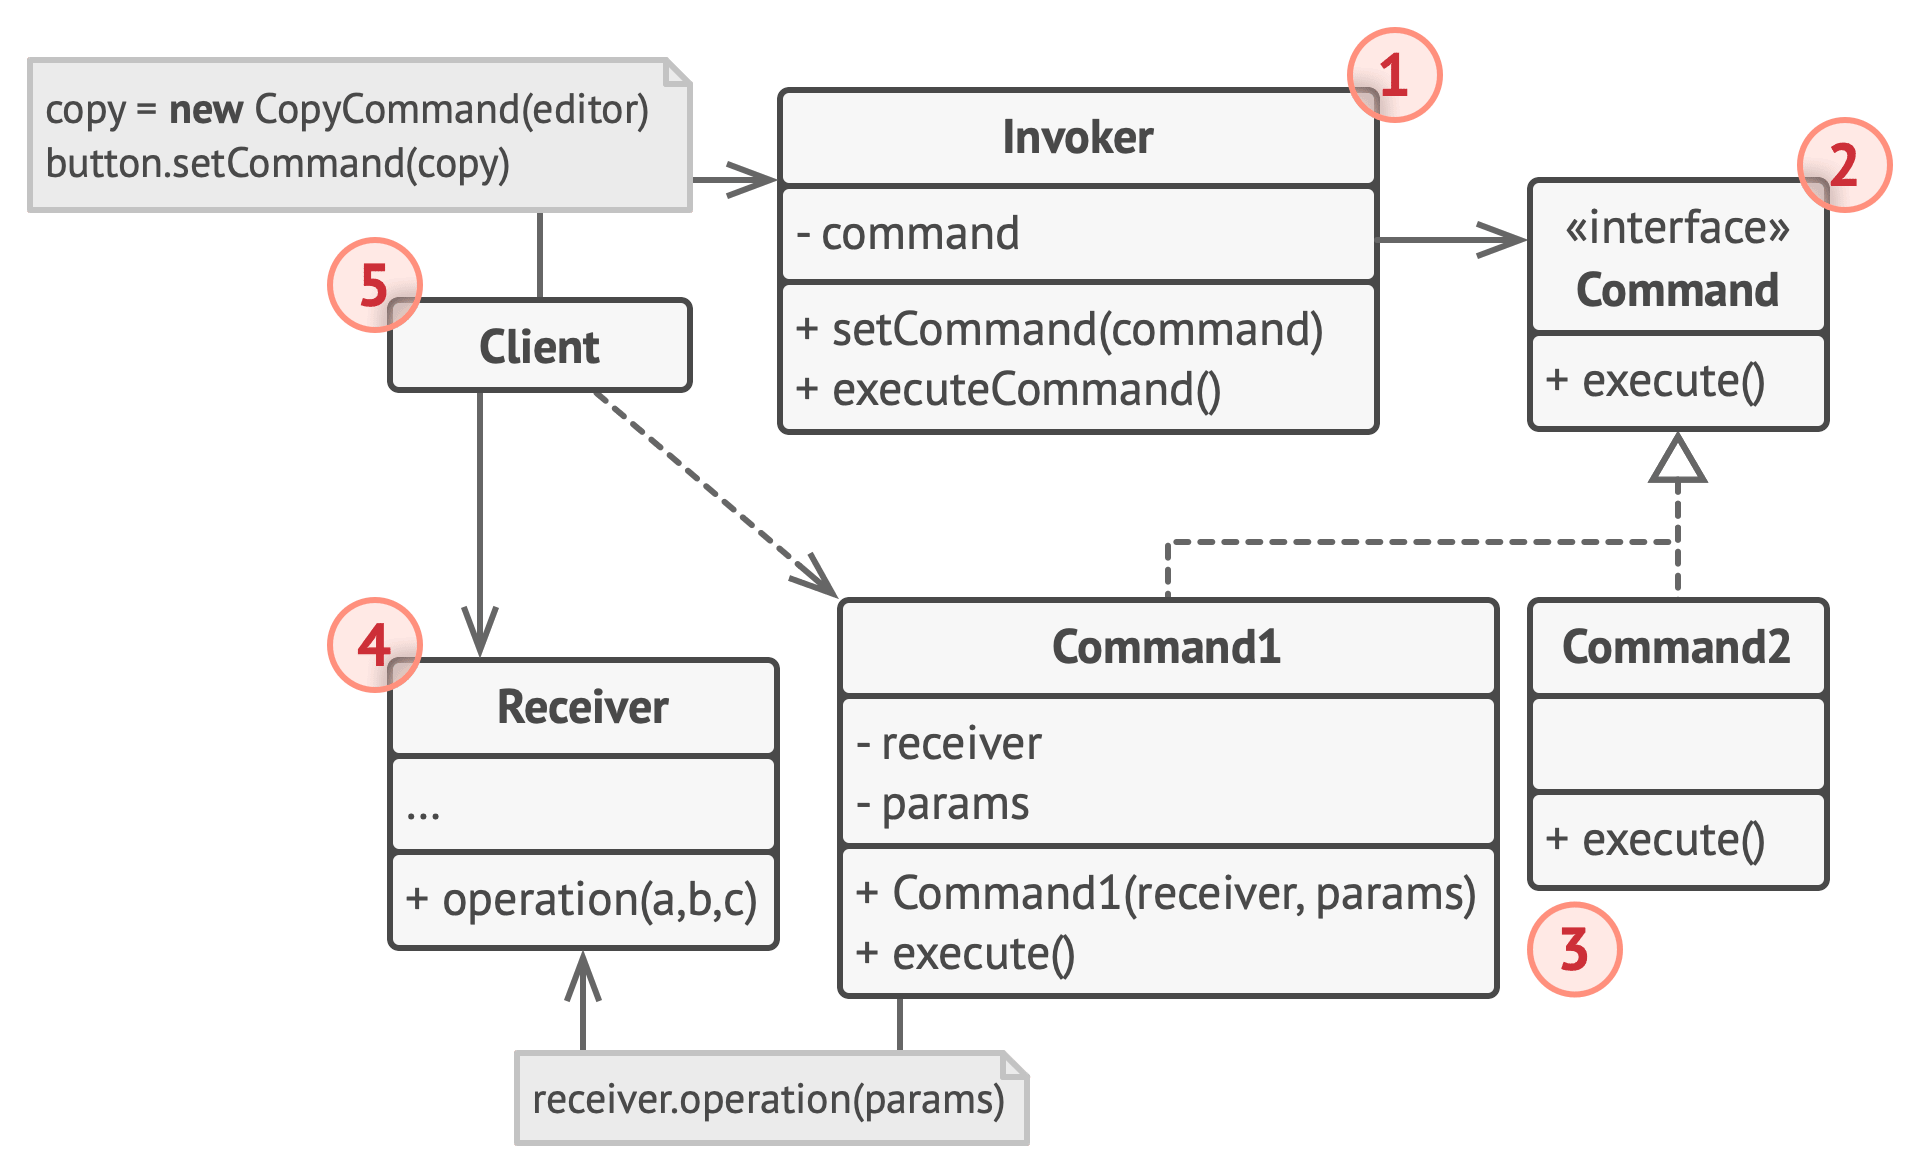 copy = new CopyCommand(editor)
button.setCommand(copy)
1
Invoker
- command
+ setCommand(command)
+ executeCommand()
2
«interface»
Command
+ execute()
5
Client
4
Receiver
...
+ operation(a,b,c)
Command1
- receiver
- params
+ Command1(receiver, params)
+ execute()
Command2
+ execute()
3
receiver.operation(params)